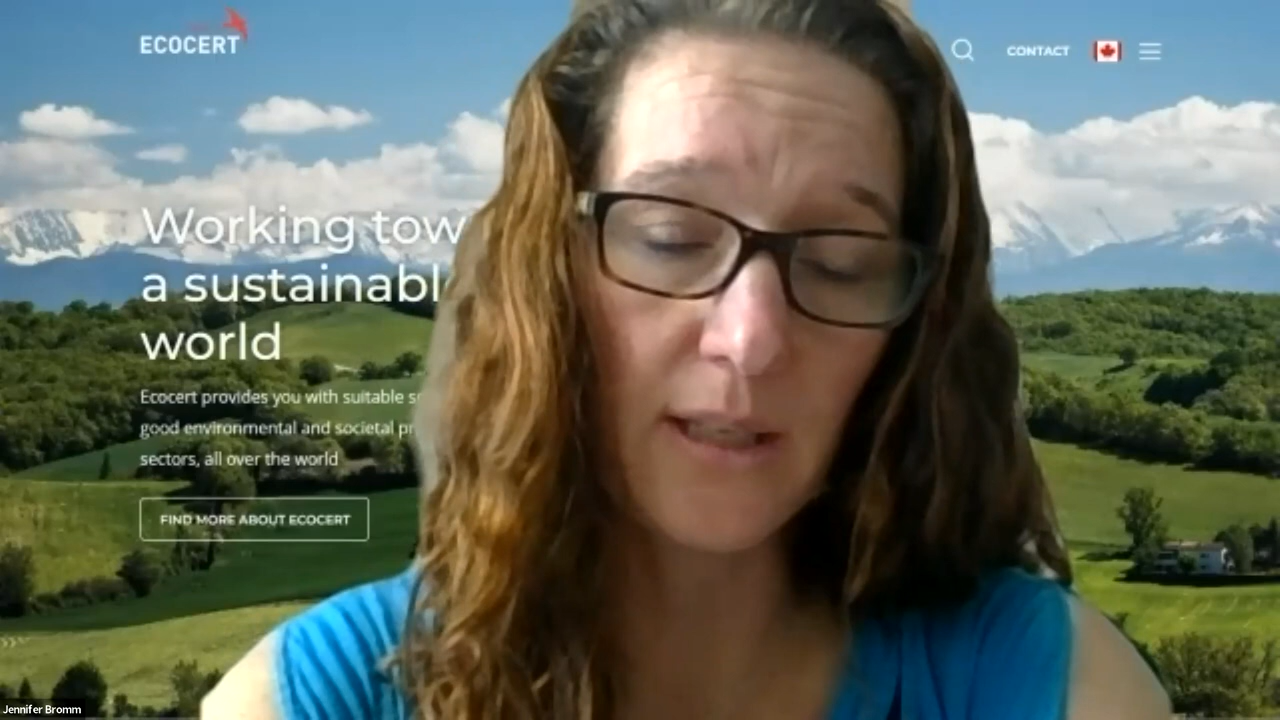 ECOCERT
CONTACT
Working tow
a sustainabl
world
Ecocert provides you with suitable s
good environmental and societal pr
sectors, all over the world
FIND MORE ABOUT ECOCERT
Jennifer Bromm